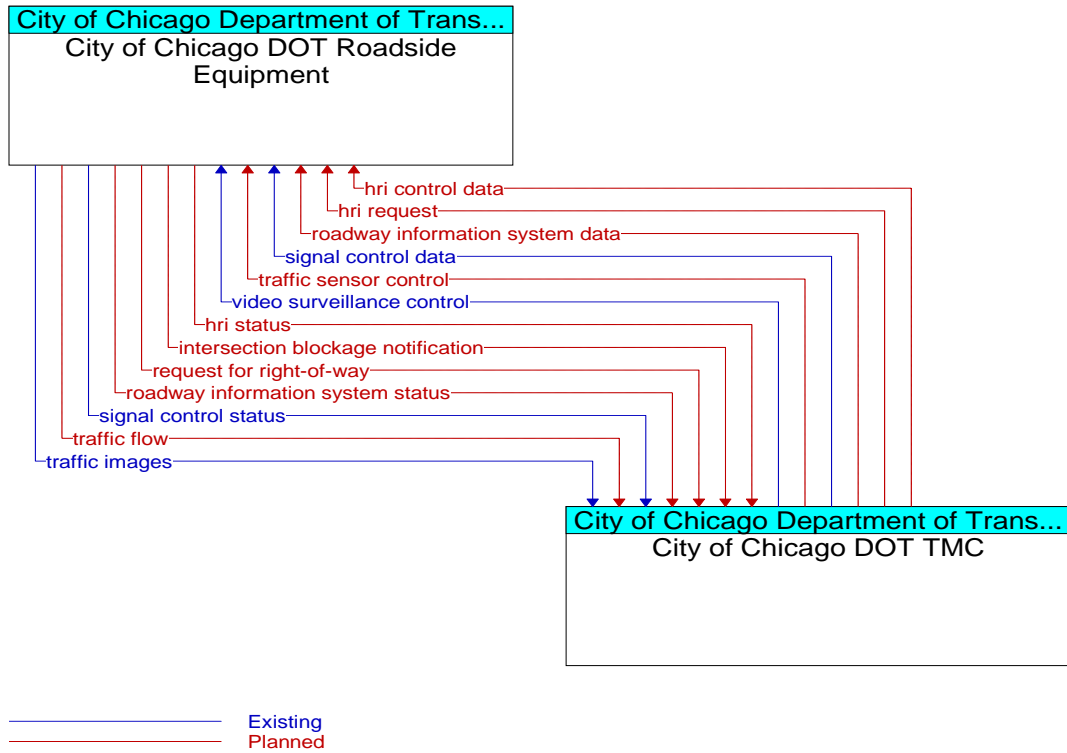 City of Chicago Department of Trans...
City of Chicago DOT Roadside
Equipment
hri control data
hri request
roadway information system data
signal control data
traffic sensor control
video surveillance control
hri status
intersection blockage notification
request for right-of-way
roadway information system status
signal control status
traffic flow
traffic images
City of Chicago Department of Trans...
City of Chicago DOT TMC
Existing
Planned